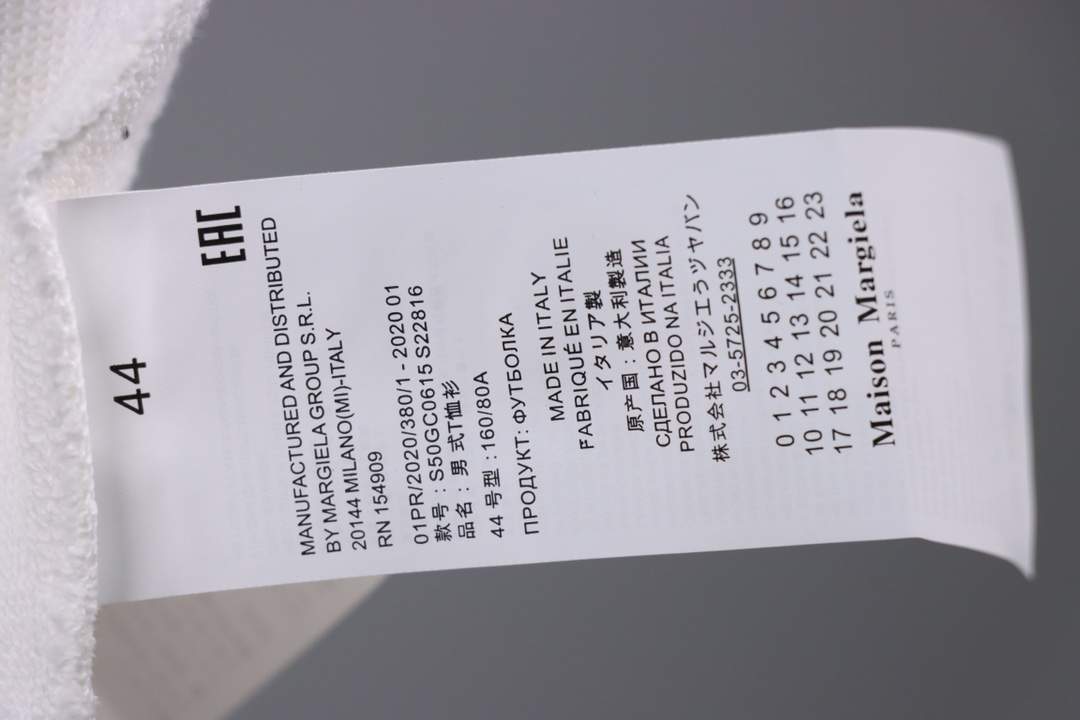 44
EAC
MANUFACTURED AND DISTRIBUTED
BY MARGIELA GROUP S.R.L.
20144 MILANO(MI)-ITALY
RN 154909
01PR/2020/380/1 - 2020 01
款号：S50GC0615 S22816
品名：男 式T恤衫
44 号型 :160/80A
ПРОДУКТ: ФУТБОЛКА
MADE IN ITALY
FABRIQUÉ EN ITALIE
イタリア製
原产国：意大利製造
СДЕПАНО В ИТАПИИ
PRODUZIDO NA ITALIA
株式会社マルジエラツヤバン
03-5725-2333
0 1 2 3 4 5 6 7 8 9
10 11 12 13 14 15 16
17 18 19 20 21 22 23
Maison Margiela
PARIS